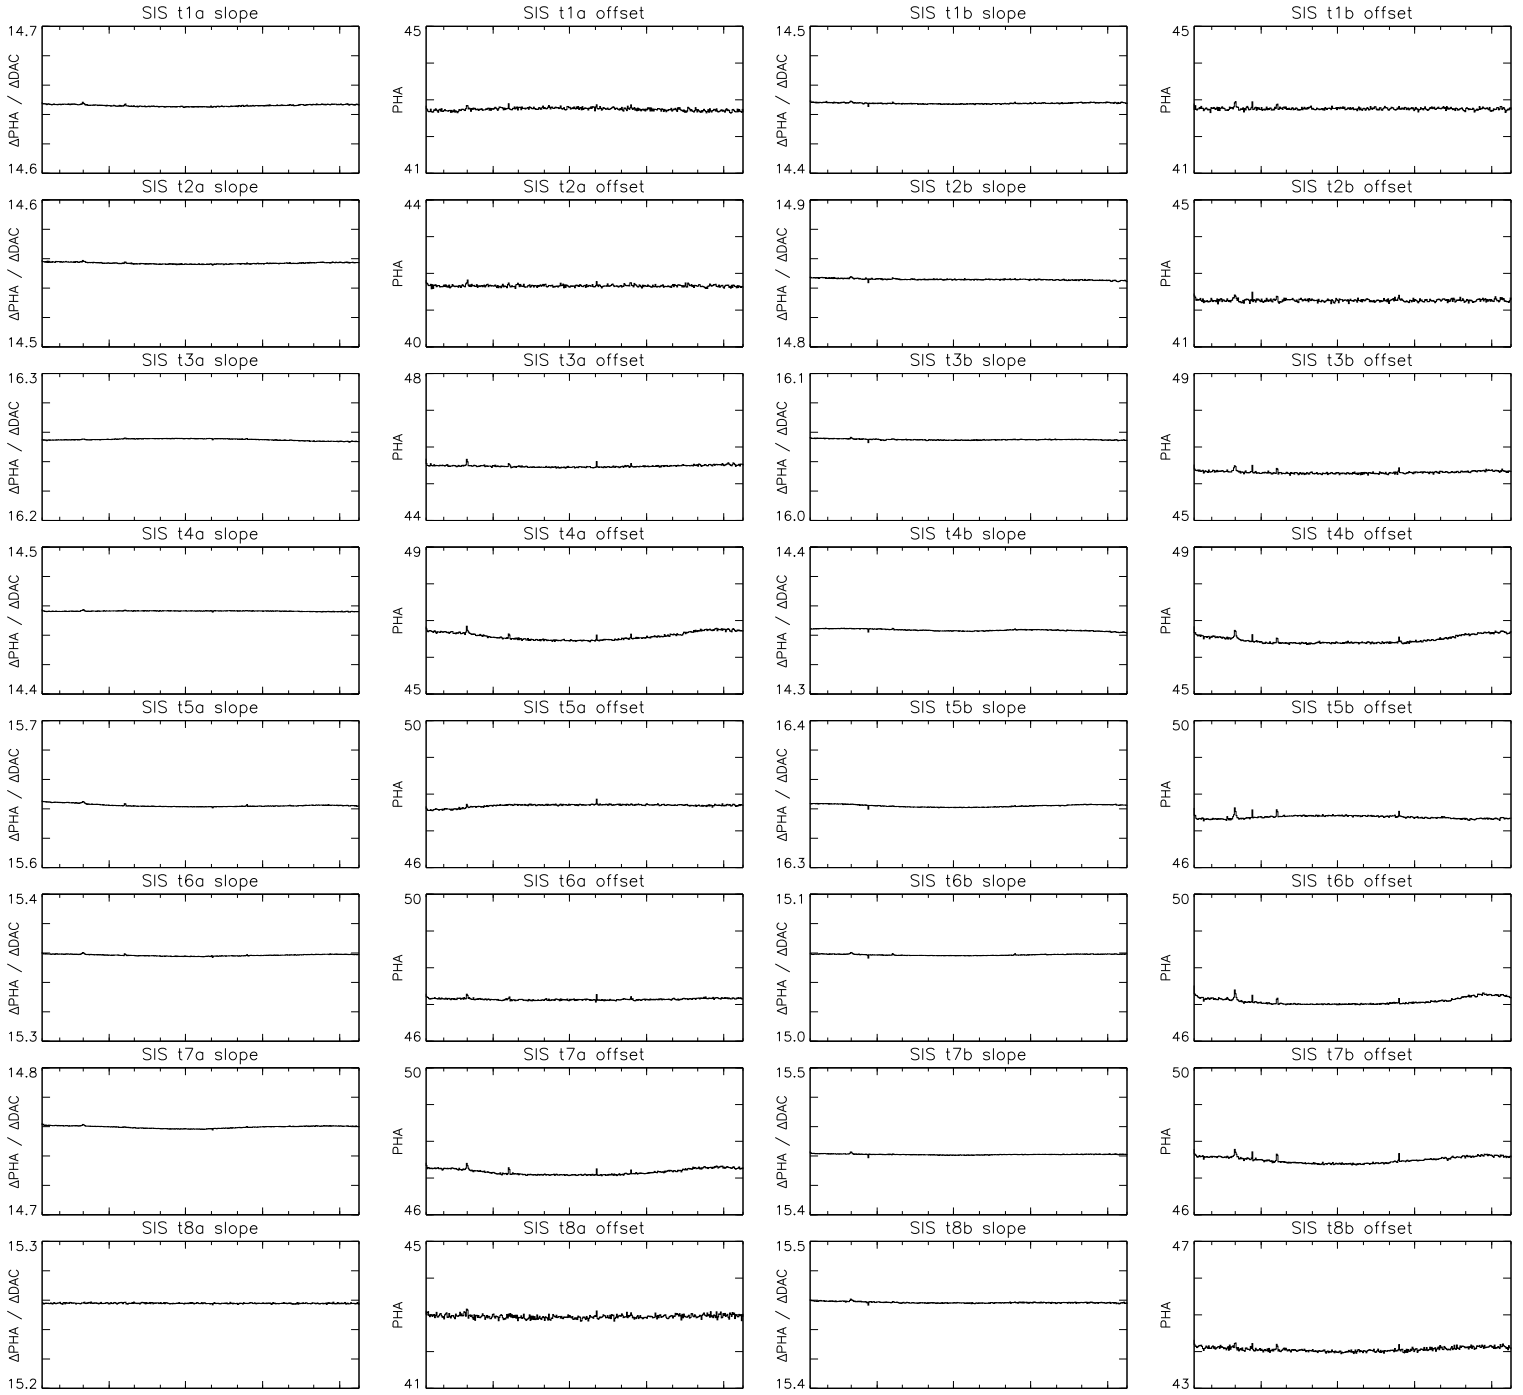 SIS t1a slope
SIS t1a offset
SIS t1b slope
SIS t1b offset
14.7
14.6
ΔPHA / ΔDAC
45
41
PHA
14.5
14.4
ΔPHA / ΔDAC
45
41
PHA
SIS t2a slope
SIS t2a offset
SIS t2b slope
SIS t2b offset
14.6
14.5
ΔPHA / ΔDAC
44
40
PHA
14.9
14.8
ΔPHA / ΔDAC
45
41
PHA
SIS t3a slope
SIS t3a offset
SIS t3b slope
SIS t3b offset
16.3
16.2
ΔPHA / ΔDAC
48
44
PHA
16.1
16.0
ΔPHA / ΔDAC
49
45
PHA
SIS t4a slope
SIS t4a offset
SIS t4b slope
SIS t4b offset
14.5
14.4
ΔPHA / ΔDAC
49
45
PHA
14.4
14.3
ΔPHA / ΔDAC
49
45
PHA
SIS t5a slope
SIS t5a offset
SIS t5b slope
SIS t5b offset
15.7
15.6
ΔPHA / ΔDAC
50
46
PHA
16.4
16.3
ΔPHA / ΔDAC
50
46
PHA
SIS t6a slope
SIS t6a offset
SIS t6b slope
SIS t6b offset
15.4
15.3
ΔPHA / ΔDAC
50
46
PHA
15.1
15.0
ΔPHA / ΔDAC
50
46
PHA
SIS t7a slope
SIS t7a offset
SIS t7b slope
SIS t7b offset
14.8
14.7
ΔPHA / ΔDAC
50
46
PHA
15.5
15.4
ΔPHA / ΔDAC
50
46
PHA
SIS t8a slope
SIS t8a offset
SIS t8b slope
SIS t8b offset
15.3
15.2
ΔPHA / ΔDAC
45
41
PHA
15.5
15.4
ΔPHA / ΔDAC
47
43
PHA